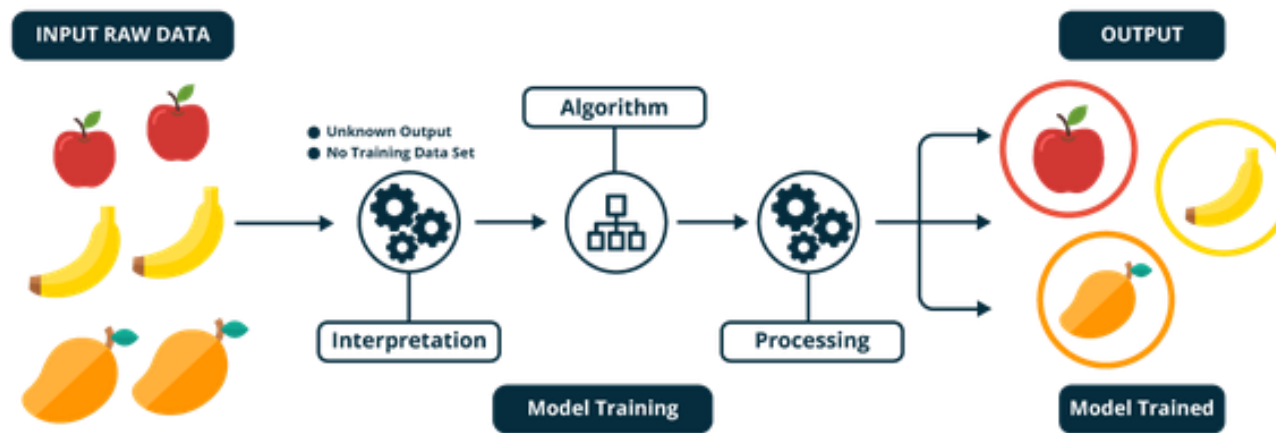 INPUT RAW DATA
OUTPUT
Algorithm
Unknown Output
No Training Data Set
Interpretation
Processing
Model Training
Model Trained